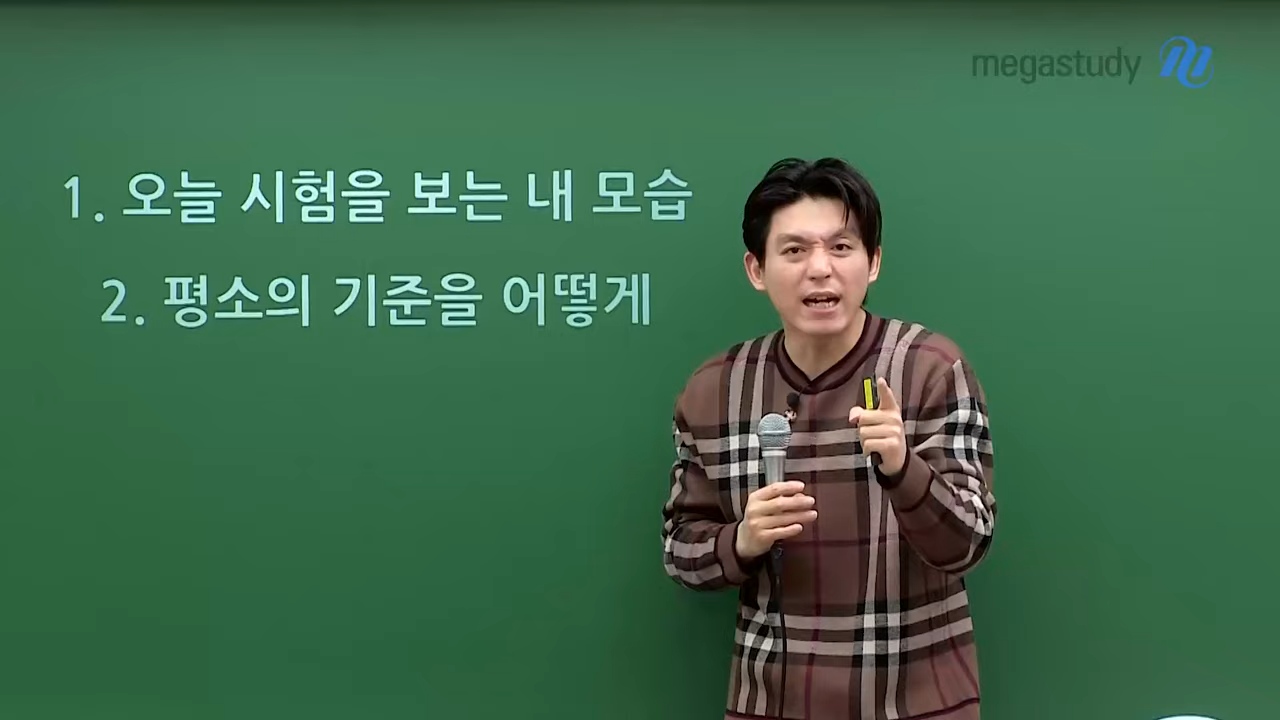 megastudy
1. 오늘 시험을 보는 내 모습
2. 평소의 기준을 어떻게